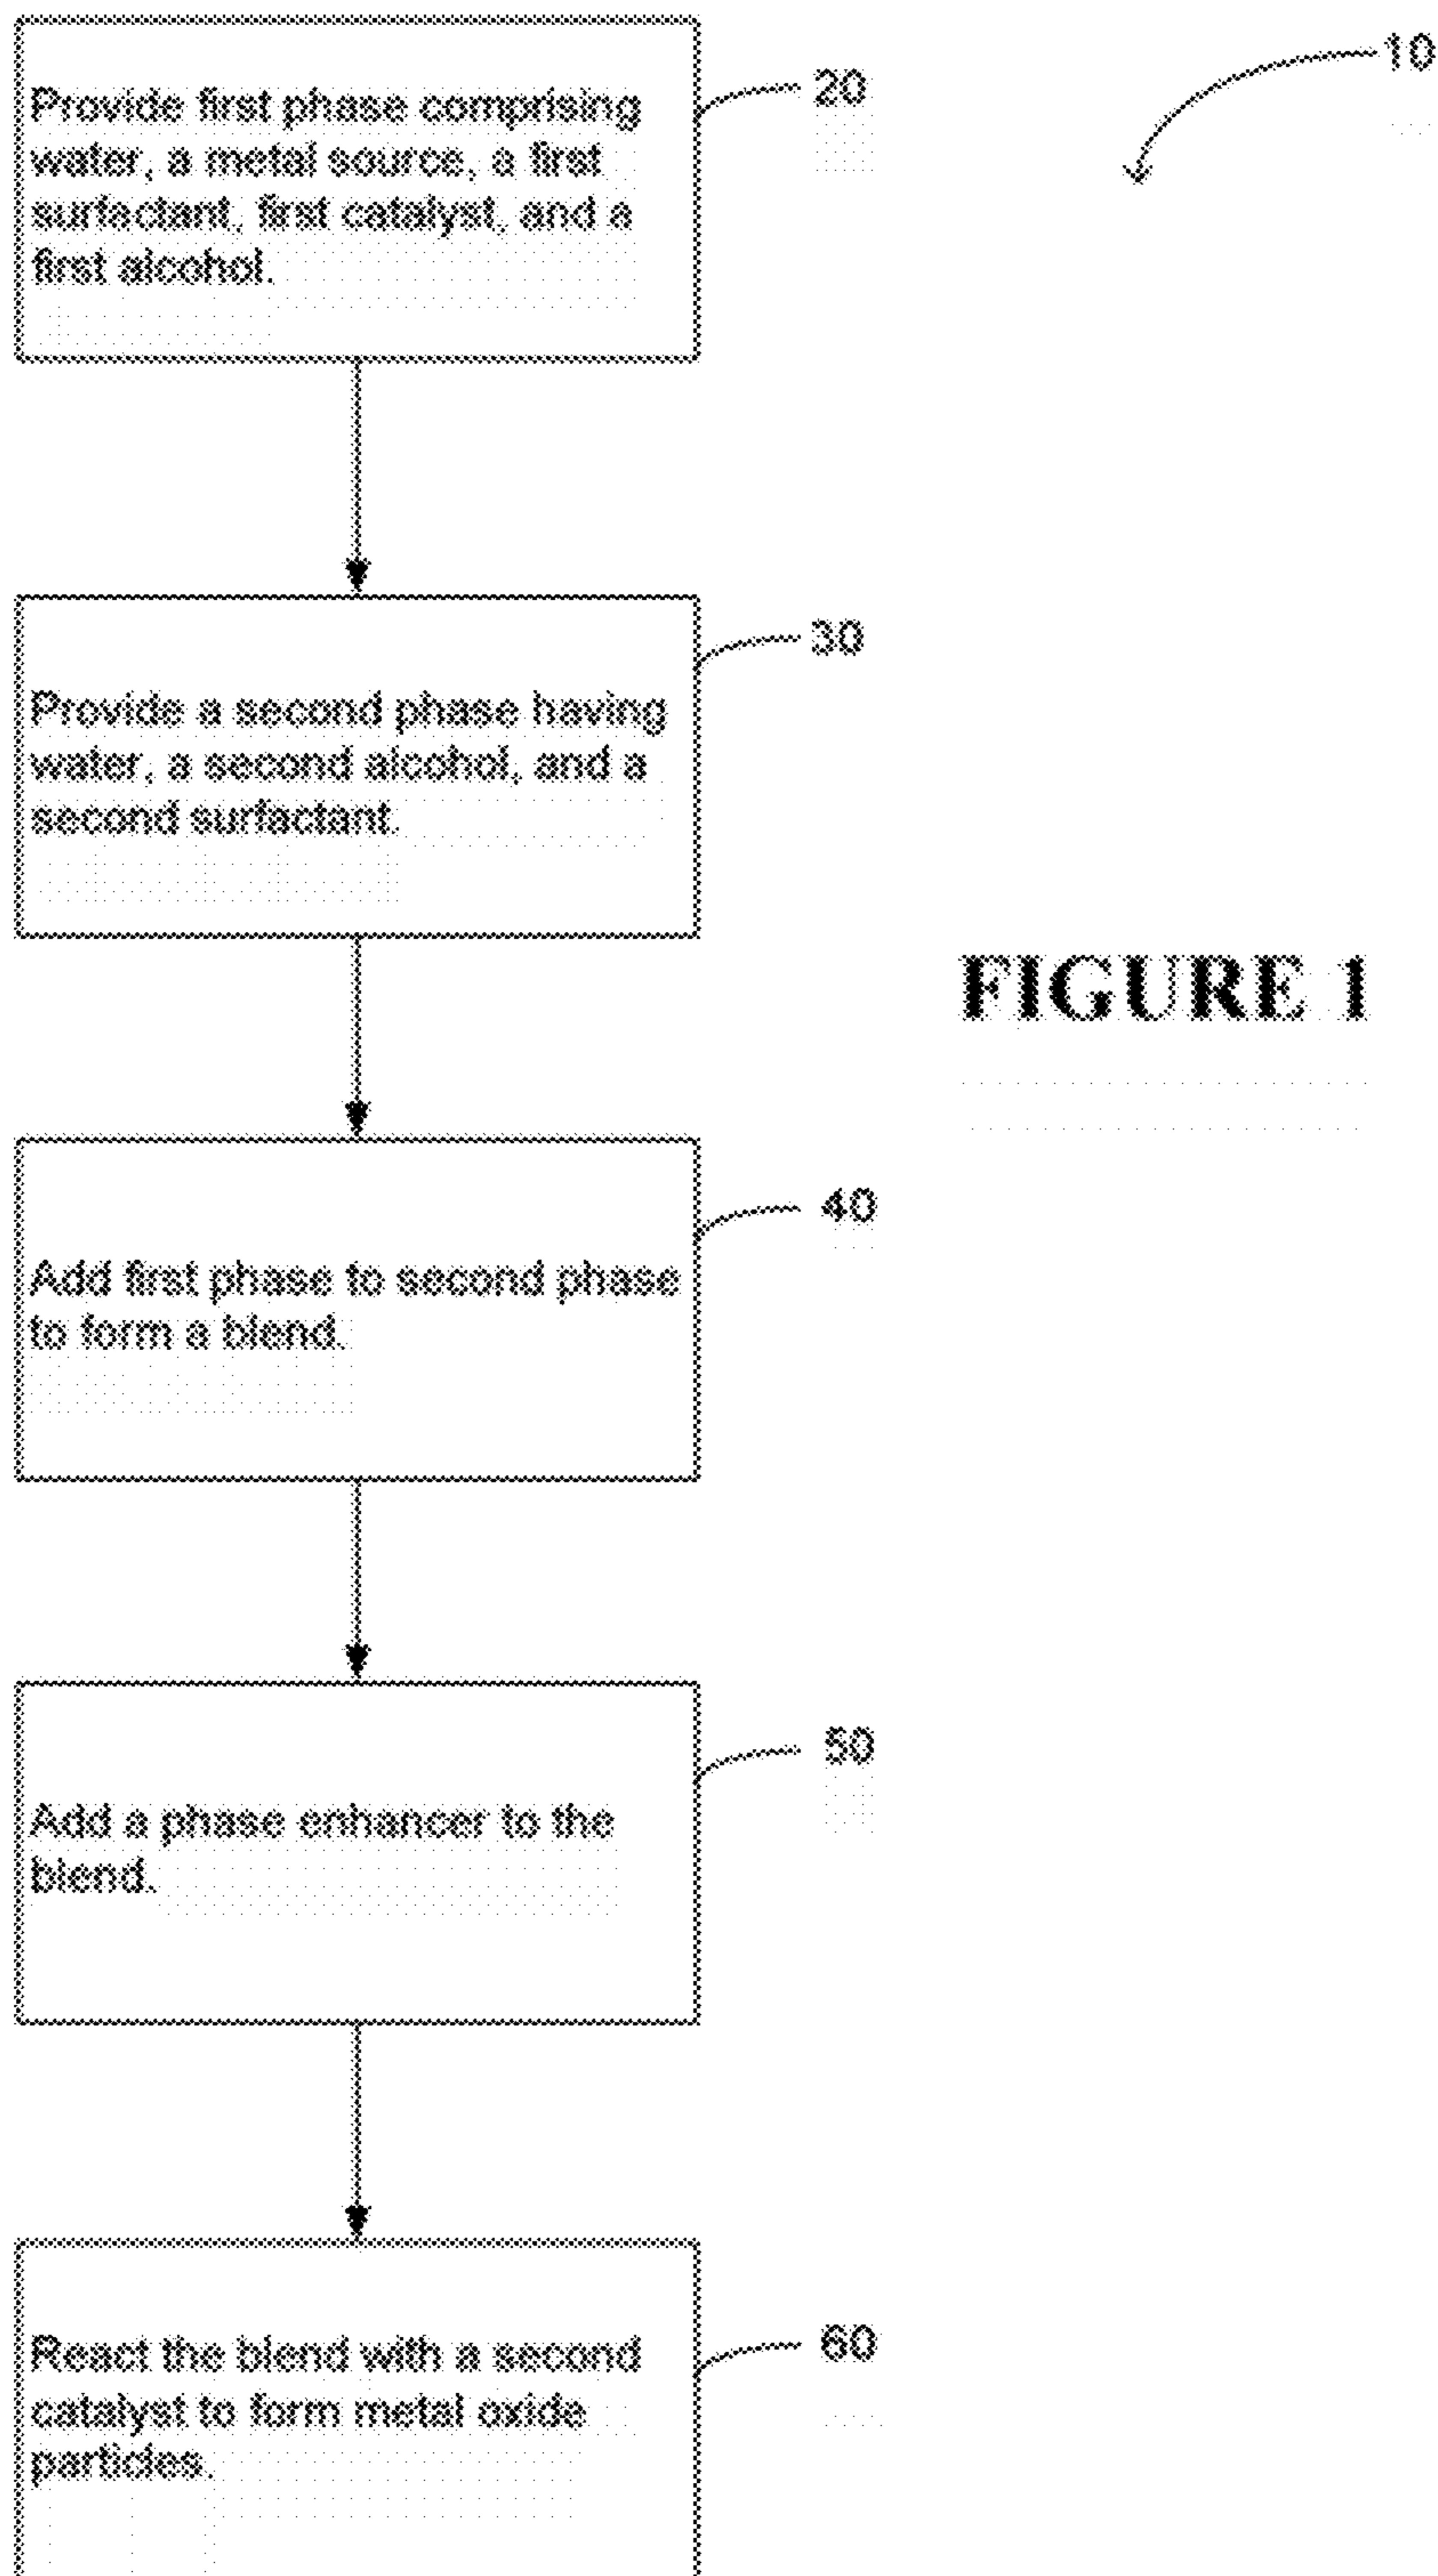 10
Provide first phase comprising
water, a metal source, a first
surfactant, first catalyst, and a
first alcohol.
20
Provide a second phase having
water, a second alcohol, and a
second surfactant.
30
FIGURE 1
Add first phase to second phase
to form a blend.
40
Add a phase enhancer to the
blend.
50
React the blend with a second
catalyst to form metal oxide
particles.
60